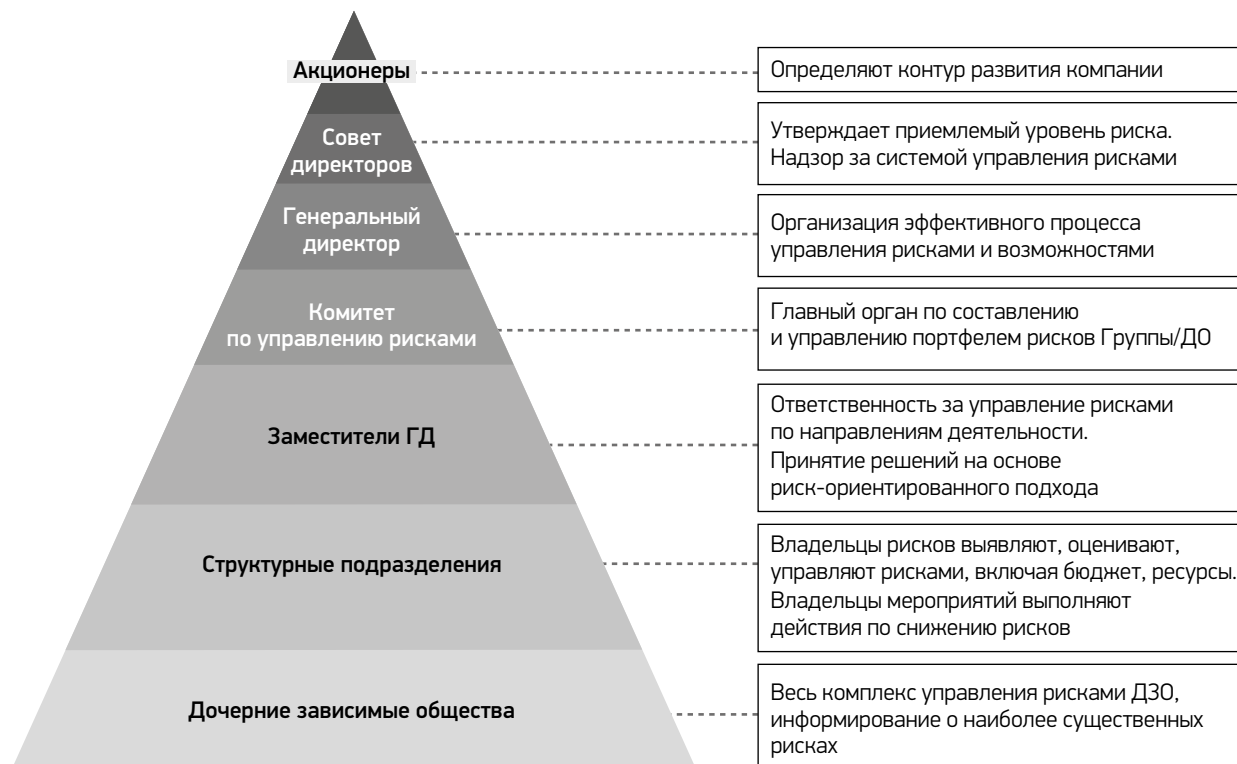 Акционеры
Определяют контур развития компании
Совет
директоров
Утверждает приемлемый уровень риска.
Надзор за системой управления рисками
Генеральный
директор
Организация эффективного процесса
управления рисками и возможностями
Комитет
по управлению рисками
Главный орган по составлению
и управлению портфелем рисков Группы/ДО
Заместители ГД
Ответственность за управление рисками
по направлениям деятельности.
Принятие решений на основе
риск-ориентированного подхода
Структурные подразделения
Владельцы рисков выявляют, оценивают,
управляют рисками, включая бюджет, ресурсы.
Владельцы мероприятий выполняют
действия по снижению рисков
Дочерние зависимые общества
Весь комплекс управления рисками ДЗО,
информирование о наиболее существенных
рисках